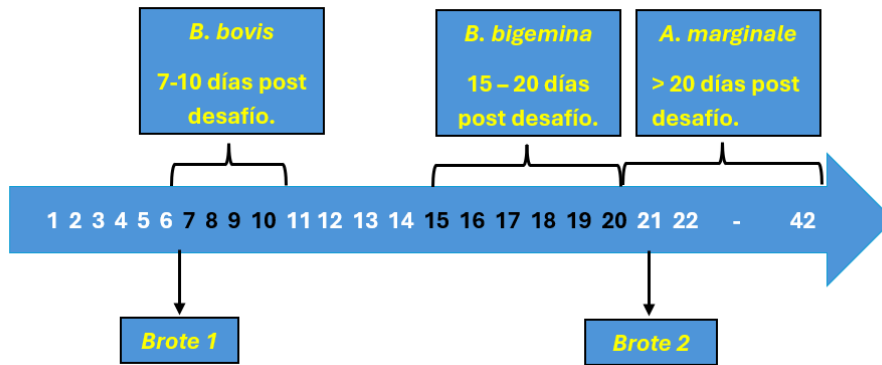 B. bovis
7-10 días post
desafío.
B. bigemina
15 – 20 días
post desafío.
A. marginale
> 20 días post
desafío.
1 2 3 4 5 6 7 8 9 10 11 12 13 14 15 16 17 18 19 20 21 22 - 42
Brote 1
Brote 2